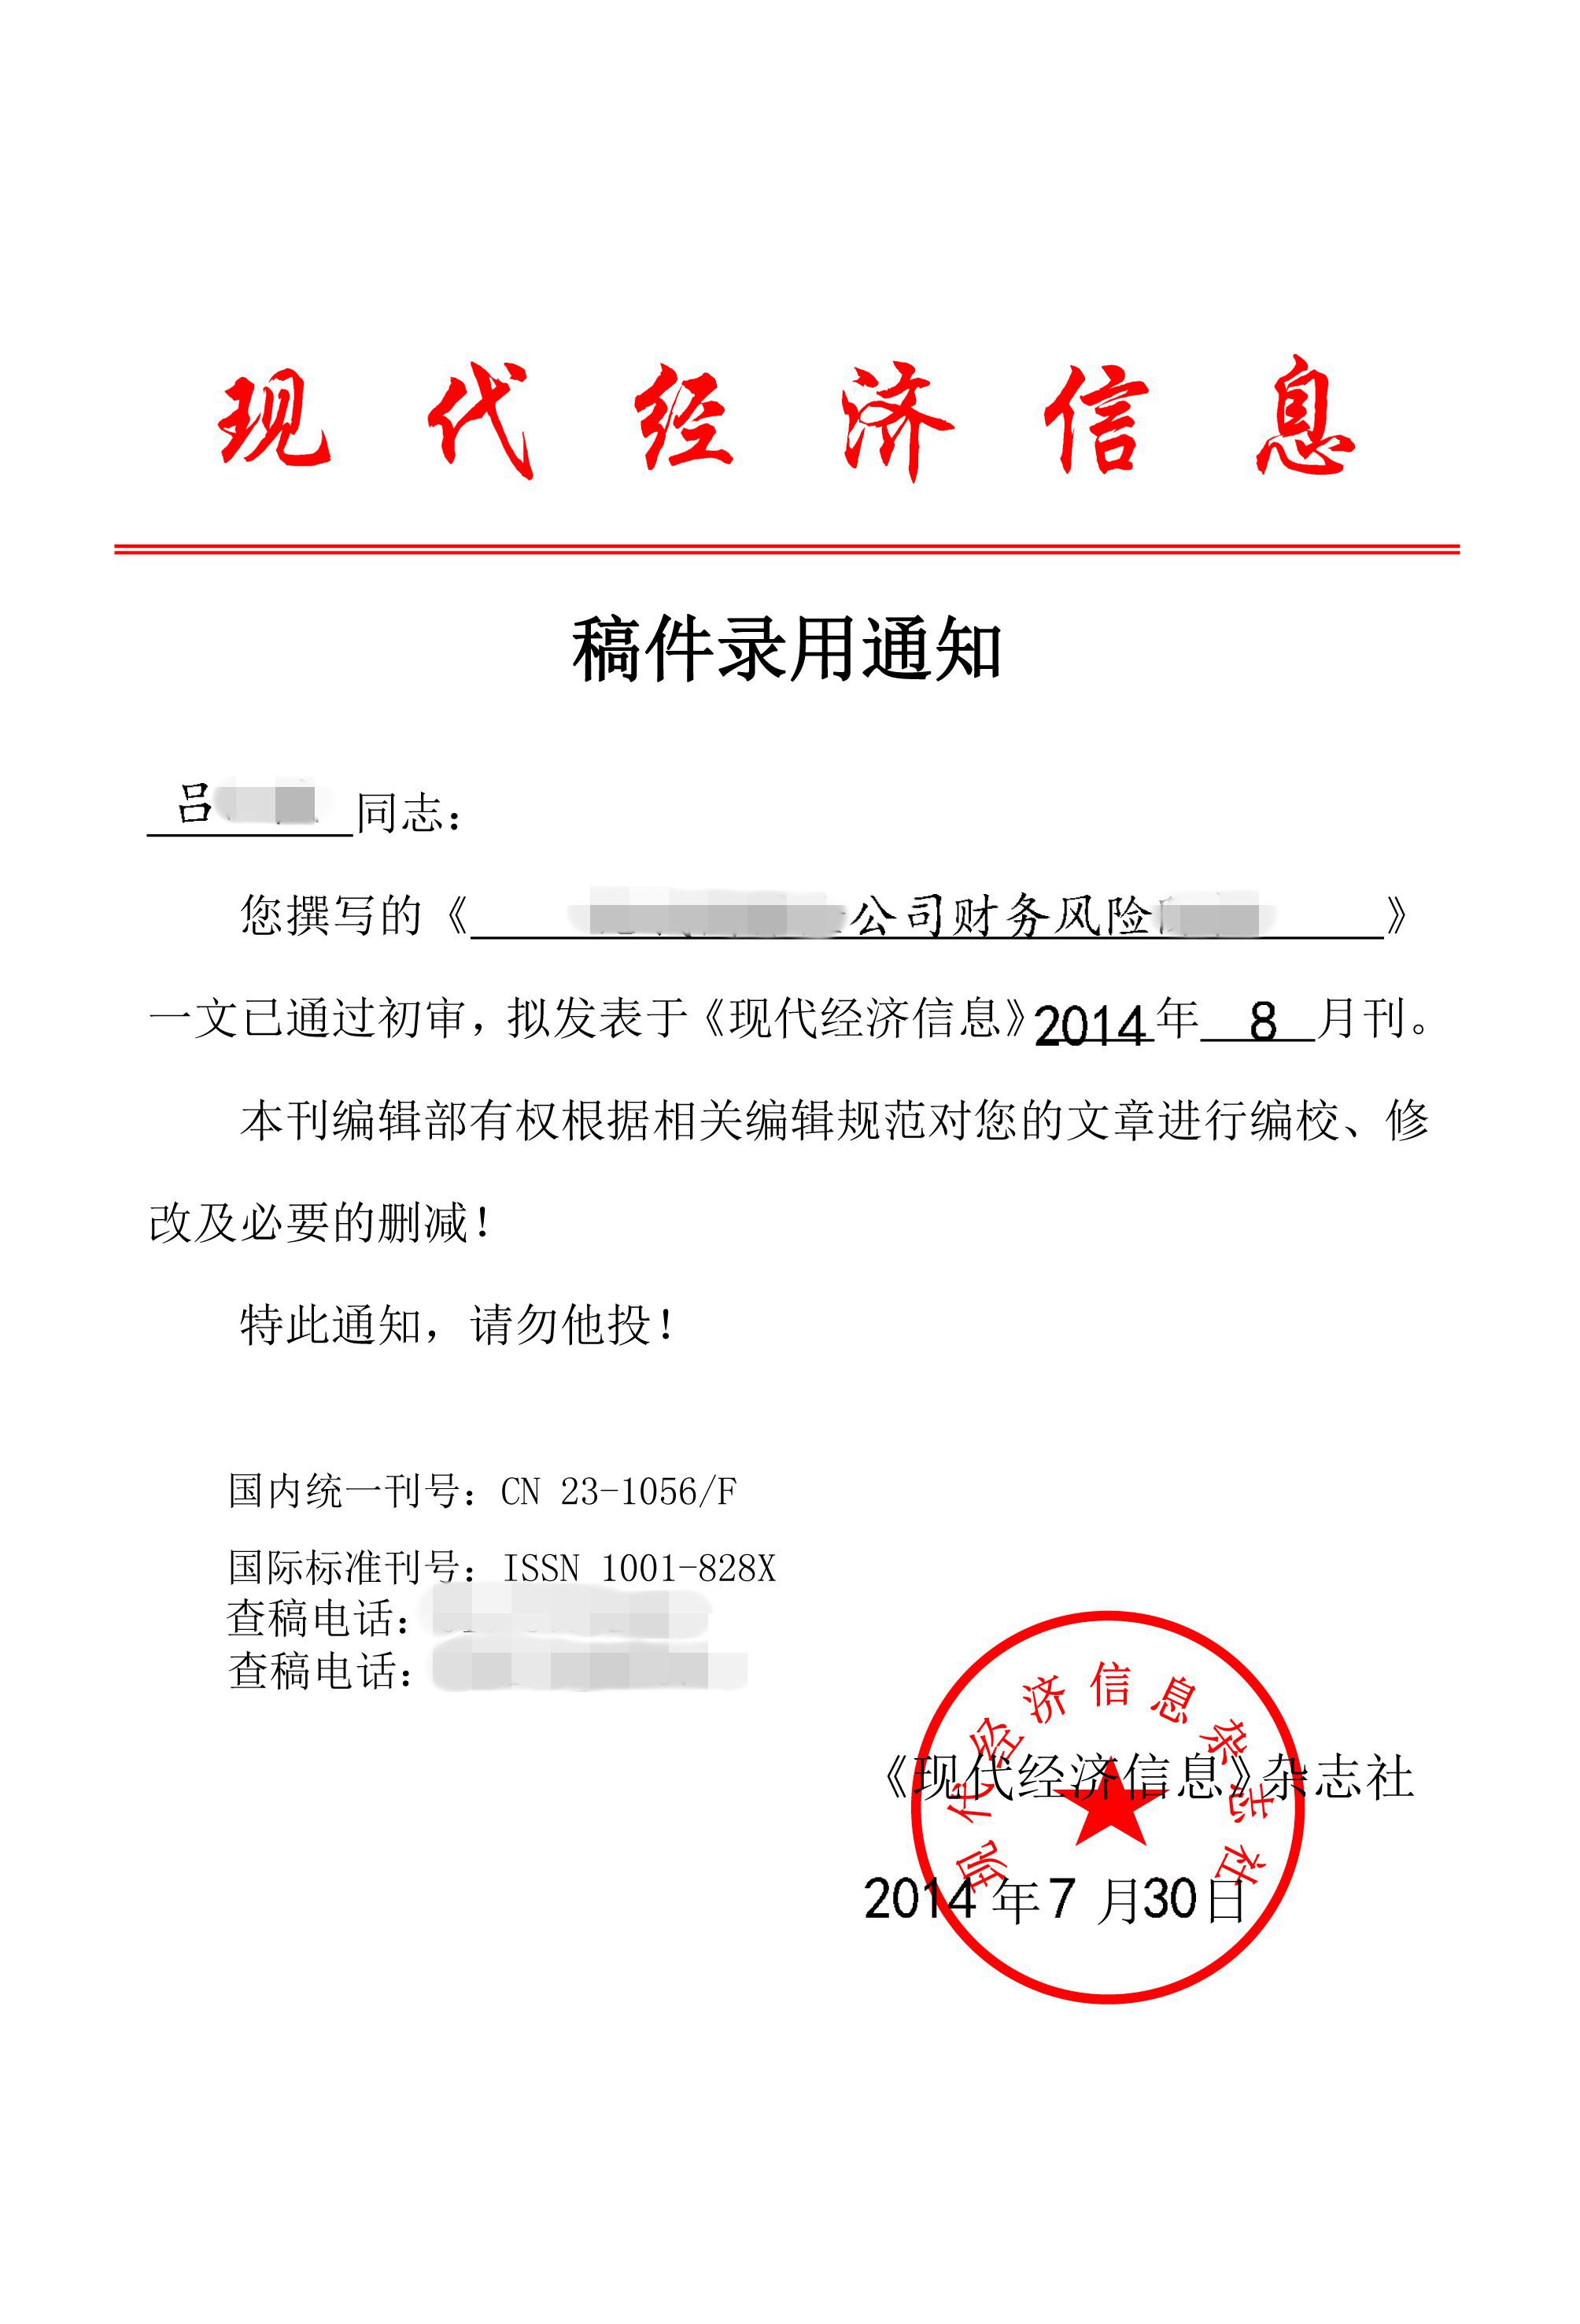 现代经济信息
稿件录用通知
吕 同志：
您撰写的《 公司财务风险 》
一文已通过初审，拟发表于《现代经济信息》2014年 8 月刊。
本刊编辑部有权根据相关编辑规范对您的文章进行编校、修
改及必要的删减！
特此通知，请勿他投！
国内统一刊号：CN 23-1056/F
国际标准刊号：ISSN 1001-828X
查稿电话：
查稿电话：
《现代经济信息》杂志社
2014 年 7 月 30 日
现代经济信息杂志社